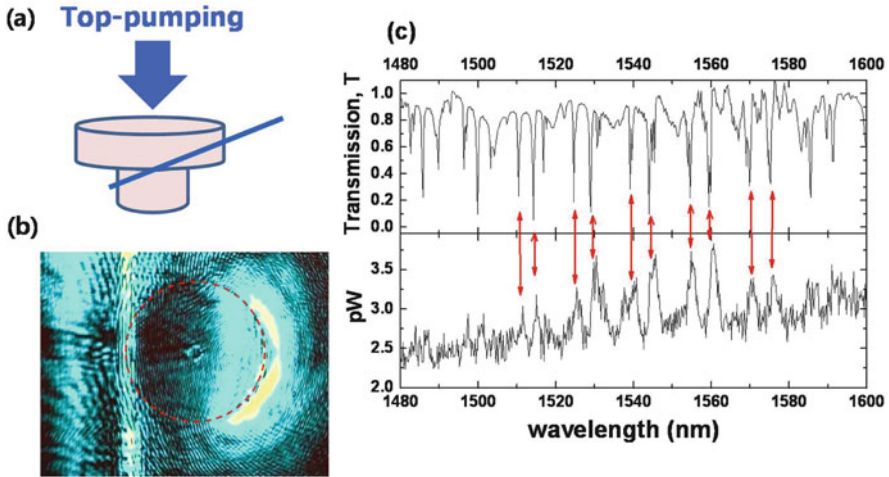 (a) Top-pumping
(b)
(c)
1480 1500 1520 1540 1560 1580 1600
Transmission, T
1.0
0.8
0.6
0.4
0.2
0.0
pW
3.5
3.0
2.5
2.0
1480 1500 1520 1540 1560 1580 1600
wavelength (nm)